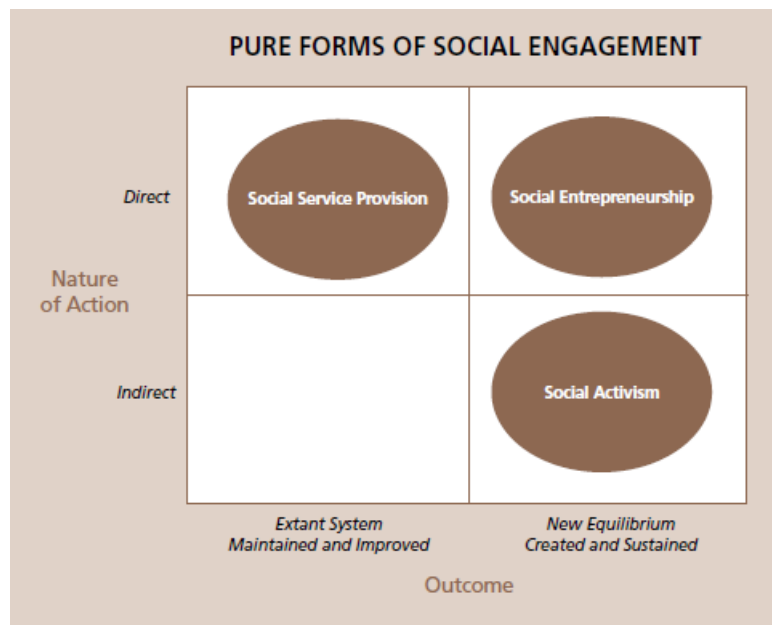 PURE FORMS OF SOCIAL ENGAGEMENT
Direct
Social Service Provision
Social Entrepreneurship
Nature
of Action
Indirect
Social Activism
Extant System
Maintained and Improved
New Equilibrium
Created and Sustained
Outcome